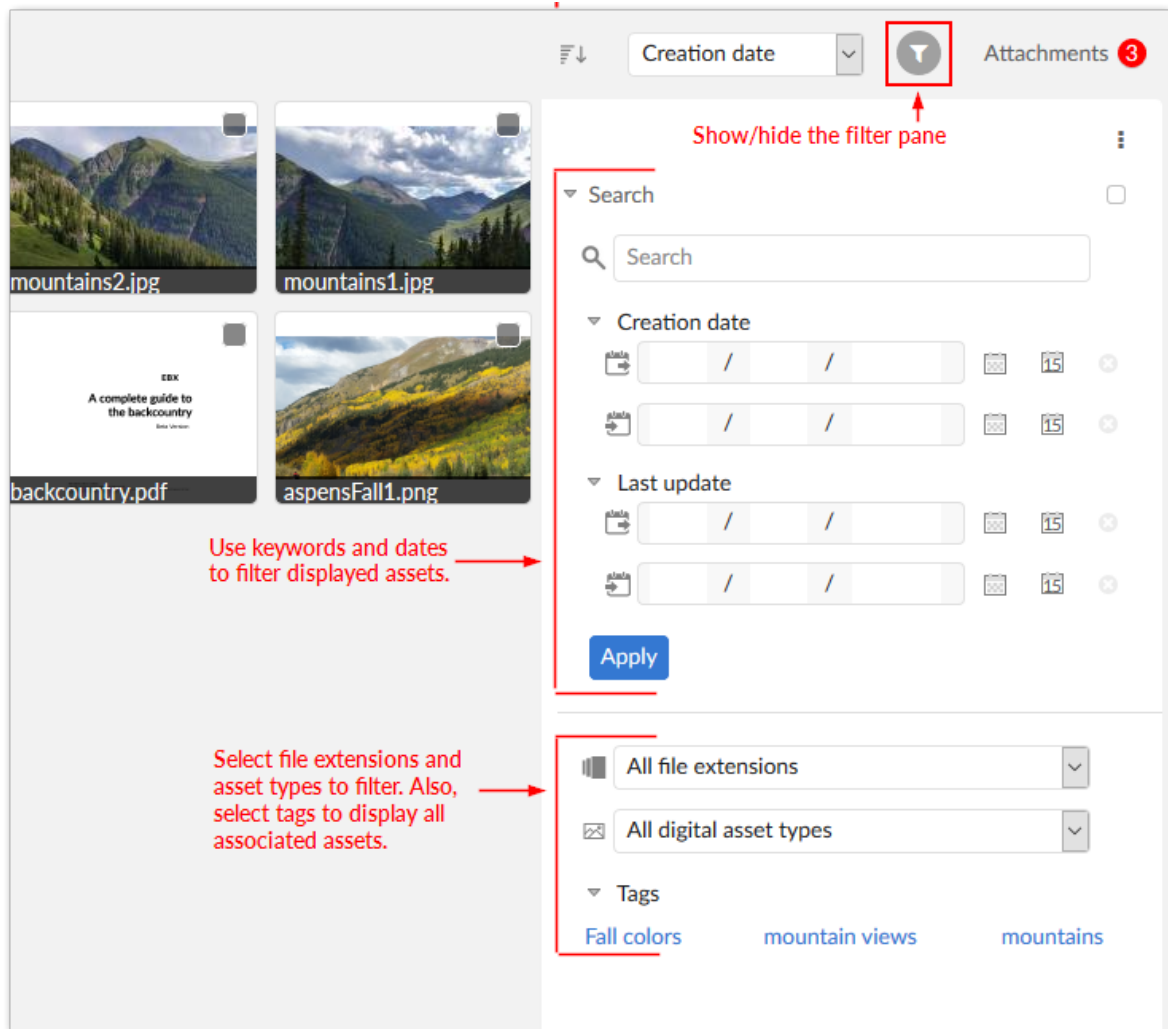 Creation date
Attachments 3
Show/hide the filter pane
Search
Search
mountains2.jpg
mountains1.jpg
Creation date
/ /
15
EBX
A complete guide to
the backcountry
Beta Version
/ /
15
backcountry.pdf
aspensFall1.png
Last update
/ /
15
Use keywords and dates
to filter displayed assets.
/ /
15
Apply
Select file extensions and
asset types to filter. Also,
select tags to display all
associated assets.
All file extensions
All digital asset types
Tags
Fall colors mountain views mountains